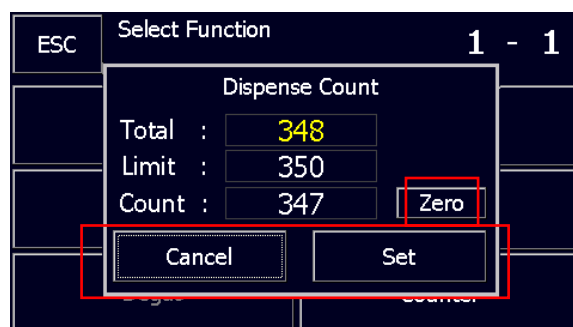 ESC Select Function 1 - 1
Dispense Count
Total : 348
Limit : 350
Count : 347 Zero
Cancel Set